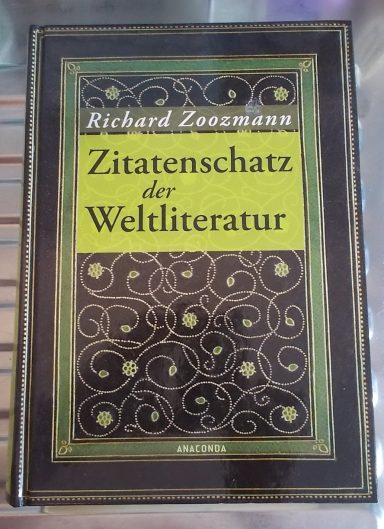 Richard Zoozmann
Zitatenschatz
der
Weltliteratur
ANACONDA